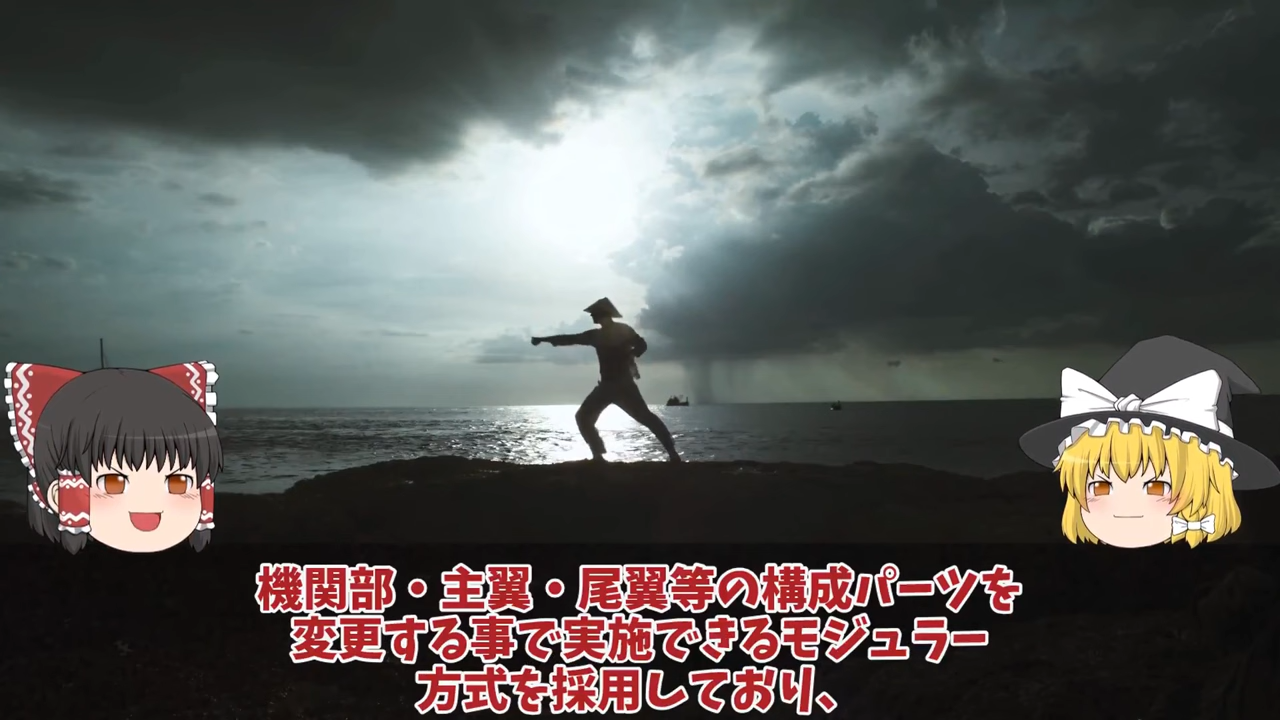 機関部・主翼・尾翼等の構成パーツを
変更する事で実施できるモジュラー
方式を採用しており、